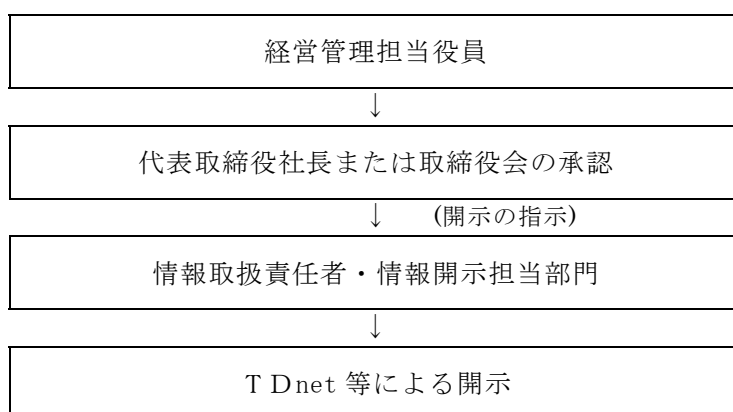 経営管理担当役員
↓
代表取締役社長または取締役会の承認
↓ (開示の指示)
情報取扱責任者・情報開示担当部門
↓
ＴＤnet 等による開示